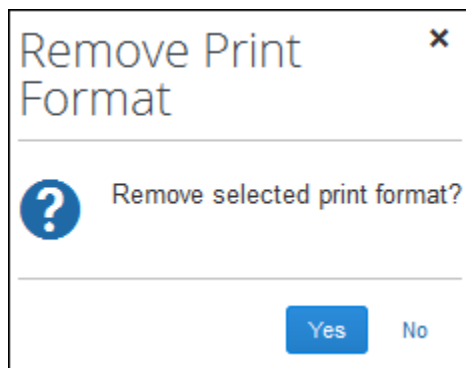 Remove Print
Format
Remove selected print format?
Yes No